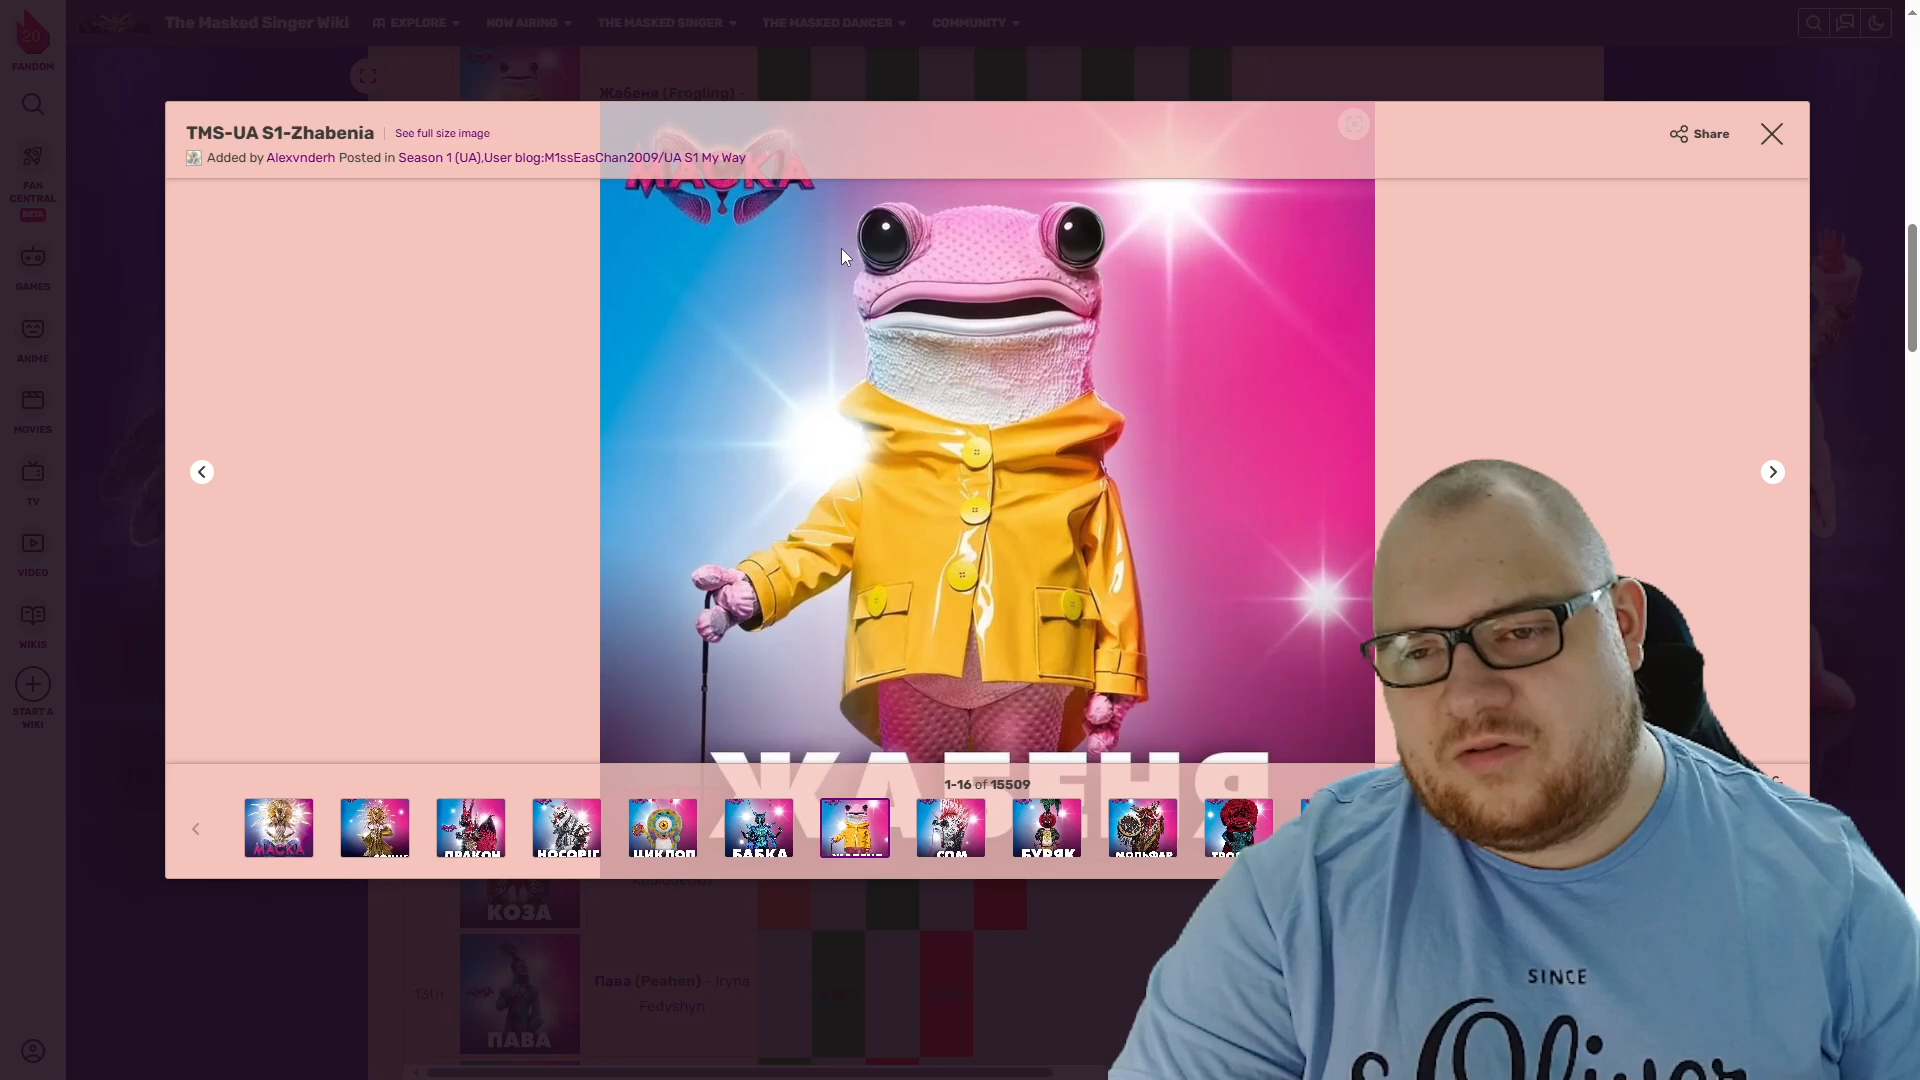 The Masked Singer Wiki
EXPLORE
NOW AIRING
THE MASKED SINGER
THE MASKED DANCER
COMMUNITY
20
FANDOM
FAN
CENTRAL
BETA
GAMES
ANIME
MOVIES
TV
VIDEO
WIKIS
START A
WIKI
Жабеня (Frogling) -
TMS-UA S1-Zhabenia
See full size image
Added by Alexvnderh Posted in Season 1 (UA),User blog:M1ssEasChan2009/UA S1 My Way
Share
МАСКА
ЖАБЕНЯ
1-16 of 15509
МАСКА
ДРАКОН
НОСОРІГ
ЦИКЛОП
БАБКА
СОМ
БУРЯК
МОЛЬФАР
КОЗА
13th
Пава (Peahen) - Iryna
Fedyshyn
ПАВА
SINCE
Oliver